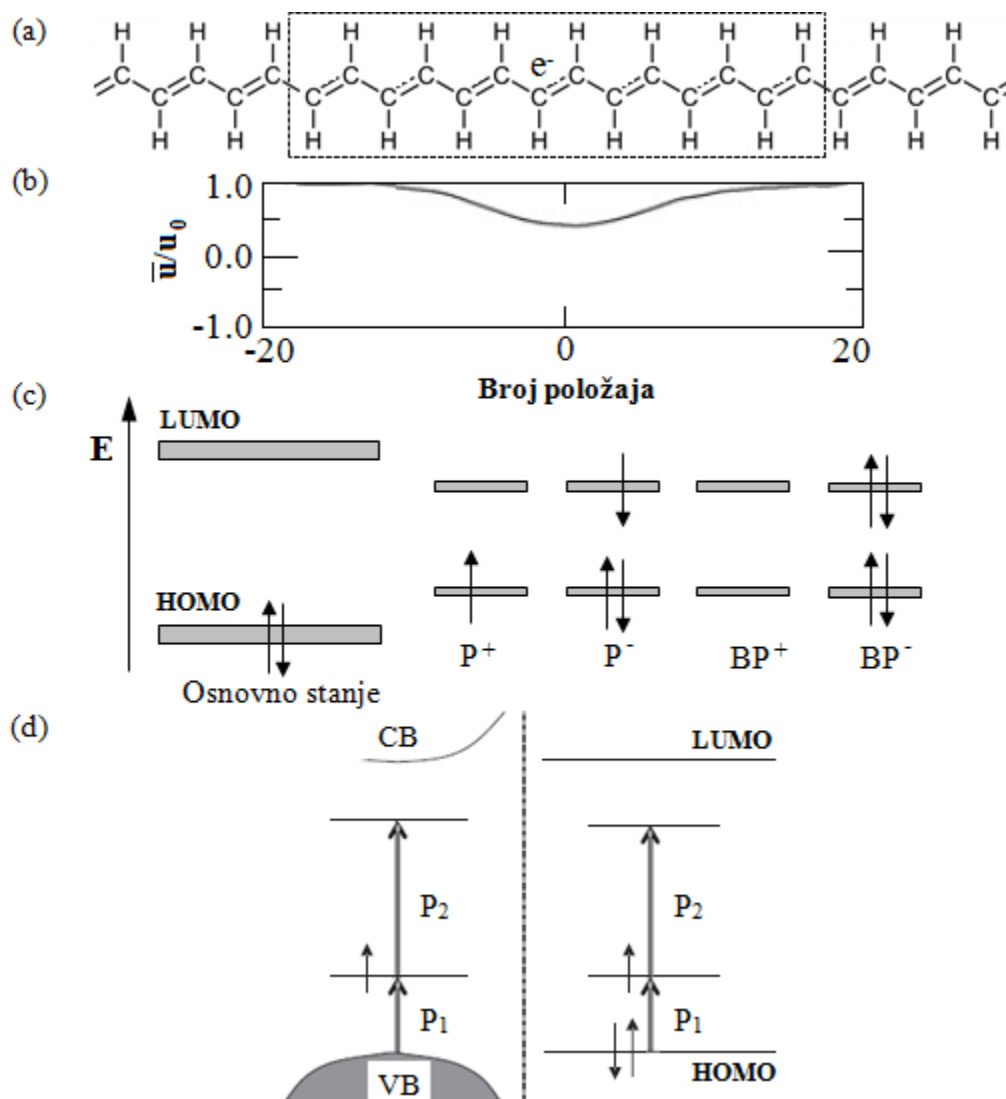 (a)
H H H H H H H H H H H H
e-
C C C C C C C C C C C C
C C C C C C C C C C C C
H H H H H H H H H H H H
(b)
1.0
0.0
-1.0
u̅/u₀
-20 0 20
Broj položaja
(c)
E
LUMO
HOMO
Osnovno stanje
P⁺ P⁻ BP⁺ BP⁻
(d)
CB
LUMO
P₂ P₂
P₁ P₁
VB
HOMO